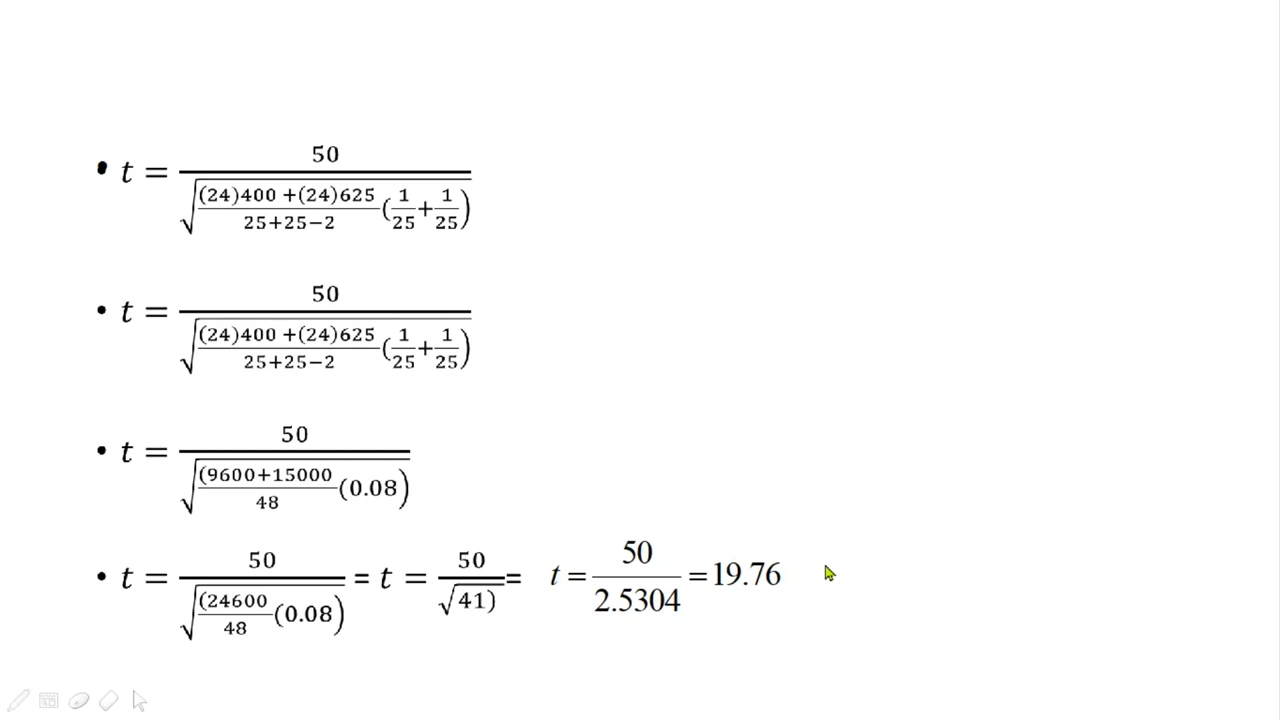 • t = 50 / √((24)400 +(24)625 / 25+25−2 (1/25+1/25)
• t = 50 / √((24)400 +(24)625 / 25+25−2 (1/25+1/25)
• t = 50 / √((9600+15000 / 48 (0.08)
• t = 50 / √((24600 / 48 (0.08) = t = 50 / √41) = t = 50 / 2.5304 = 19.76